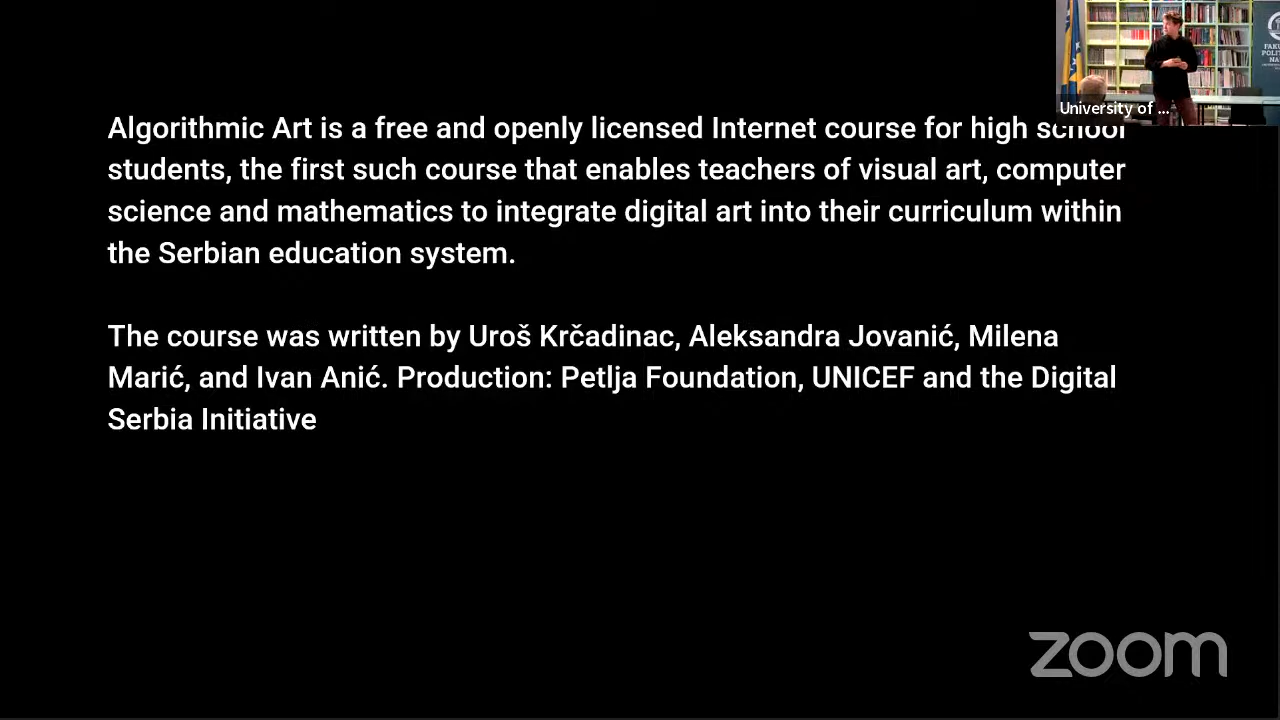 University of ...
Algorithmic Art is a free and openly licensed Internet course for high school
students, the first such course that enables teachers of visual art, computer
science and mathematics to integrate digital art into their curriculum within
the Serbian education system.
The course was written by Uroš Krčadinac, Aleksandra Jovanić, Milena
Marić, and Ivan Anić. Production: Petlja Foundation, UNICEF and the Digital
Serbia Initiative
zoom